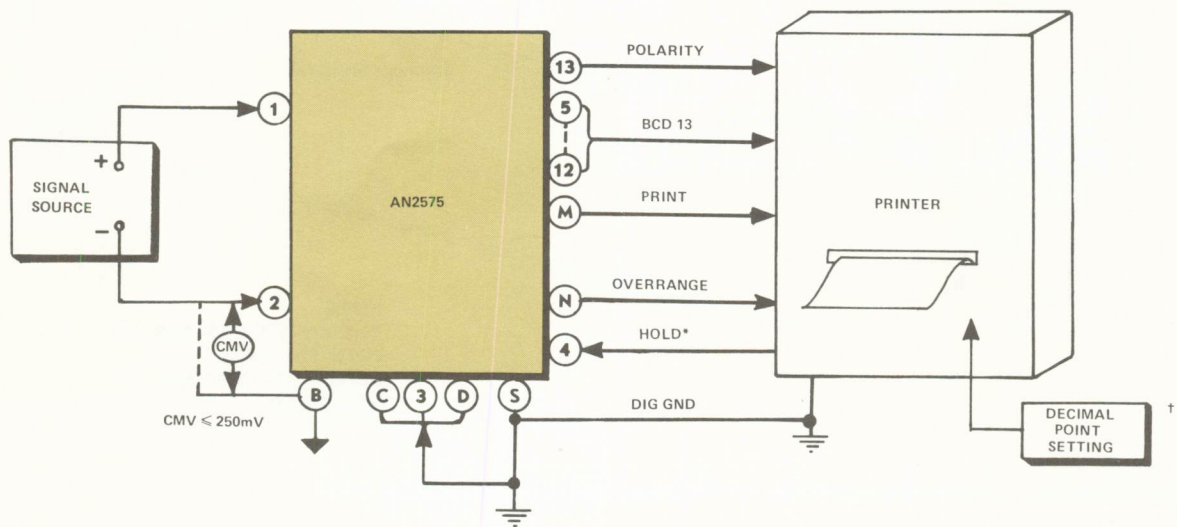 POLARITY
13
5
1
BCD 13
+
12
SIGNAL
SOURCE
AN2575
PRINT
PRINTER
M
−
OVERRANGE
2
N
HOLD*
CMV
4
B
C
3
D
S
DIG GND
CMV ⩽ 250mV
DECIMAL
POINT
SETTING
†